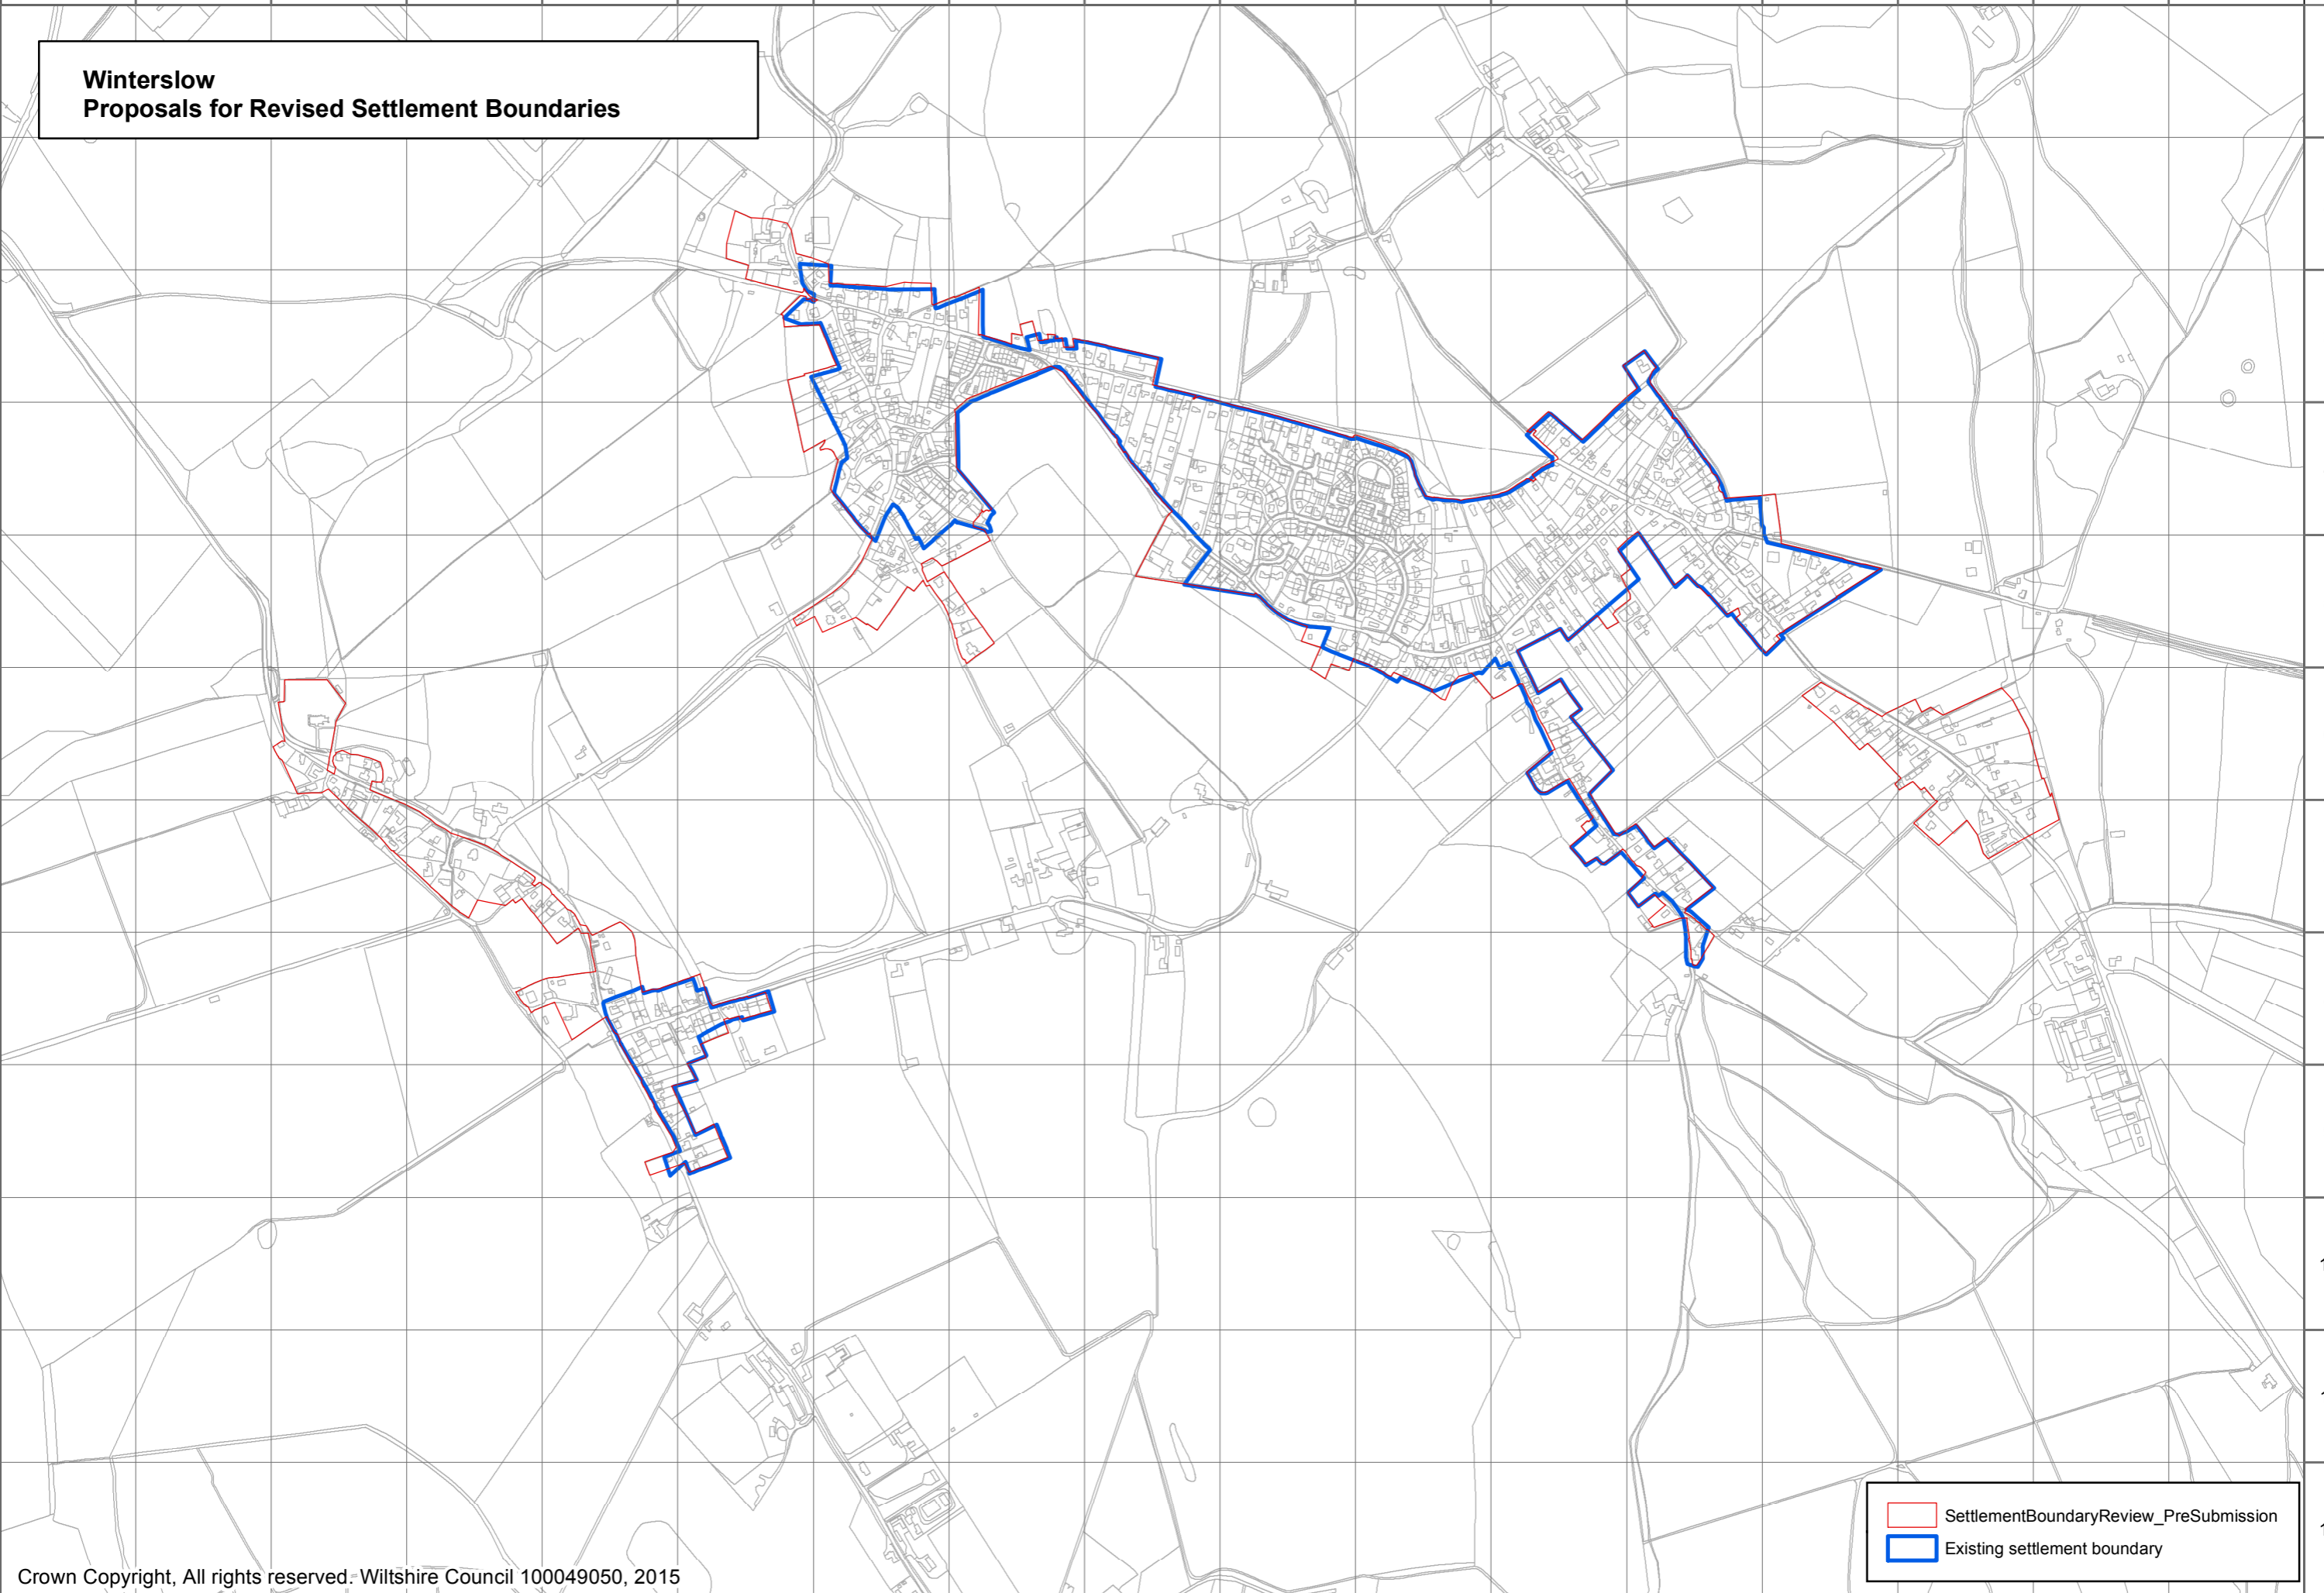 Winterslow
Proposals for Revised Settlement Boundaries
SettlementBoundaryReview_PreSubmission
Existing settlement boundary
Crown Copyright, All rights reserved. Wiltshire Council 100049050, 2015